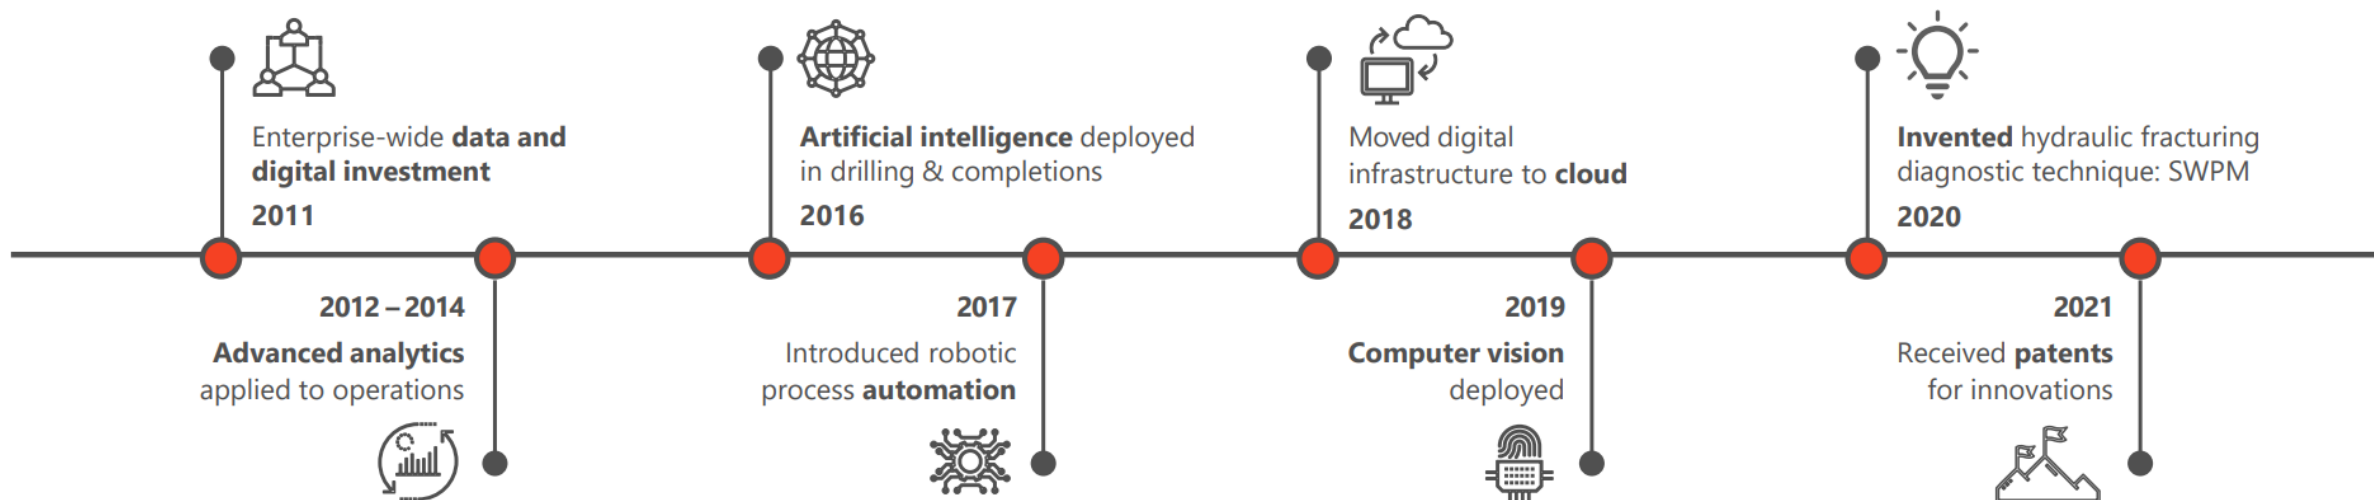 Enterprise-wide data and
digital investment
2011
2012 – 2014
Advanced analytics
applied to operations
Artificial intelligence deployed
in drilling & completions
2016
2017
Introduced robotic
process automation
Moved digital
infrastructure to cloud
2018
2019
Computer vision
deployed
Invented hydraulic fracturing
diagnostic technique: SWPM
2020
2021
Received patents
for innovations